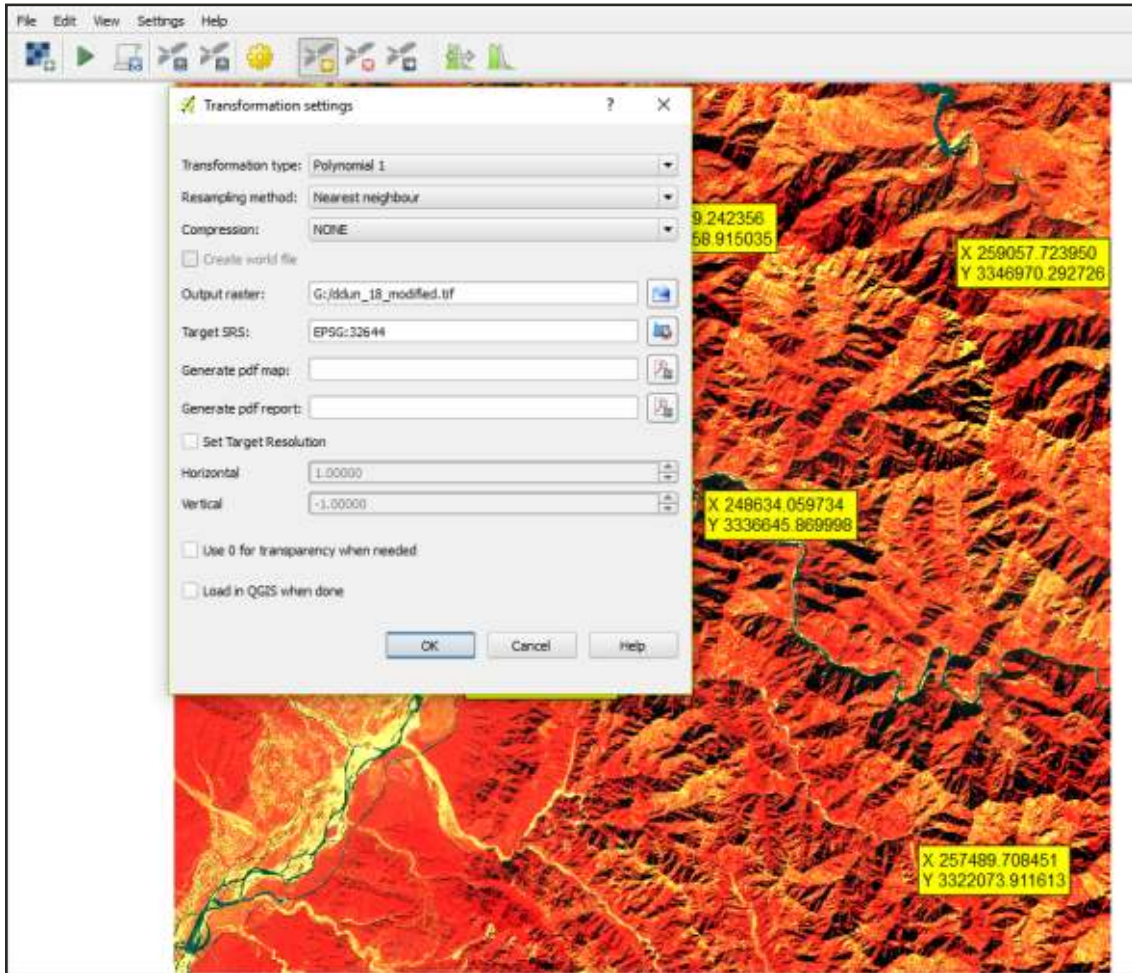 File Edit View Settings Help
Transformation settings ? ×
Transformation type: Polynomial 1
Resampling method: Nearest neighbour
Compression: NONE
Create world file
Output raster: G:/ddun_18_modified.tif
Target SRS: EPSG:32644
Generate pdf map:
Generate pdf report:
Set Target Resolution
Horizontal 1.00000
Vertical -1.00000
Use 0 for transparency when needed
Load in QGIS when done
OK Cancel Help
9.242356
58.915035
X 259057.723950
Y 3346970.292726
X 248634.059734
Y 3336645.869998
X 257489.708451
Y 3322073.911613